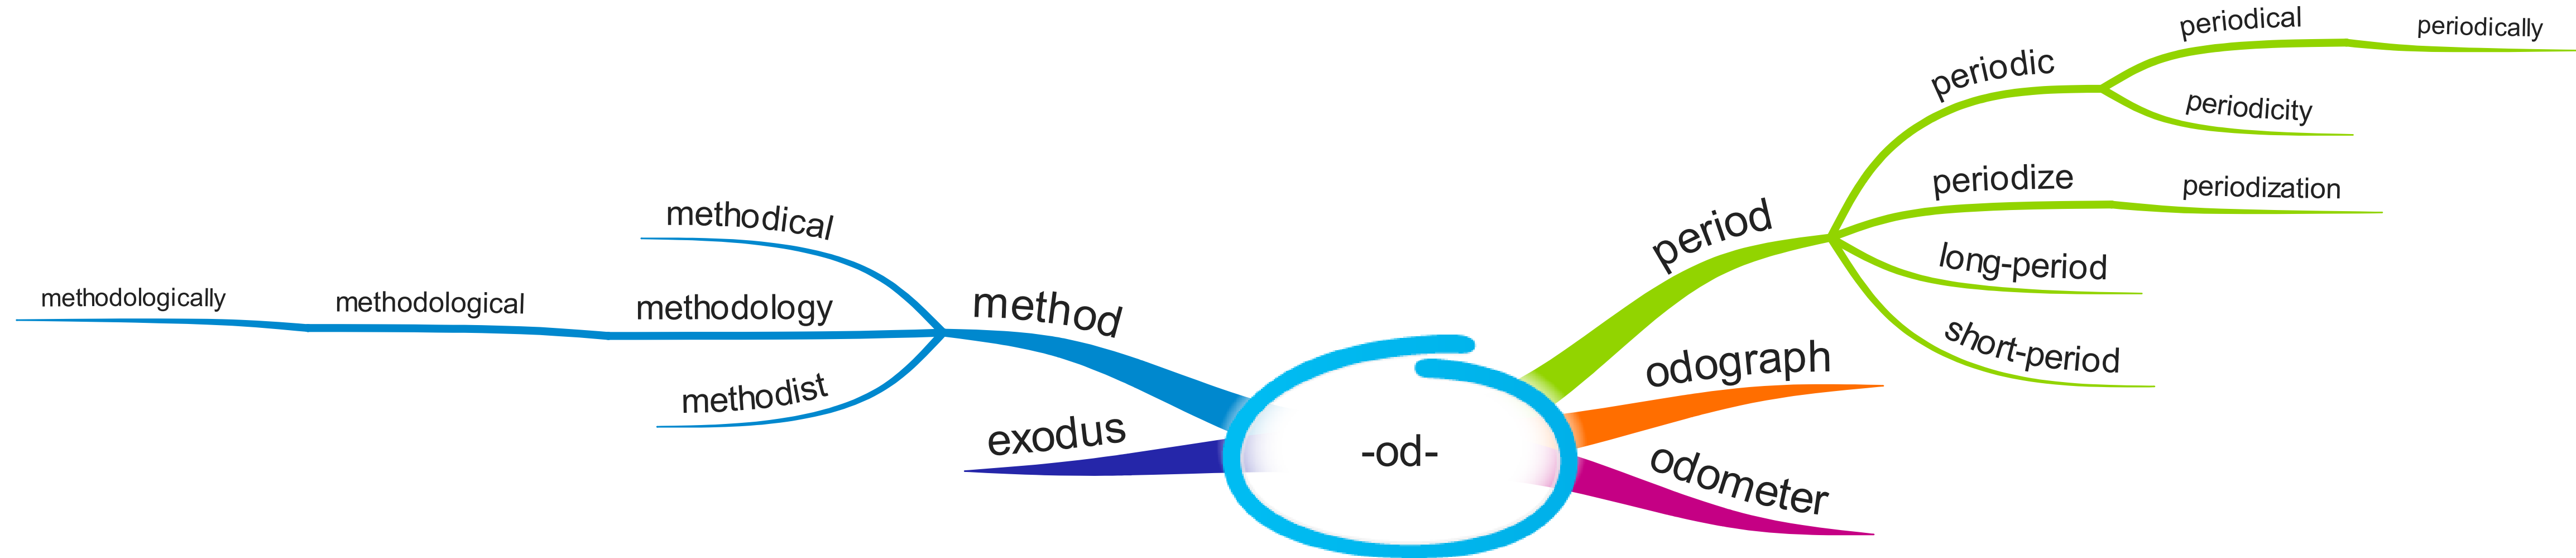 -od-
period
periodic
periodical
periodically
periodicity
periodize
periodization
long-period
short-period
odograph
odometer
method
methodical
methodology
methodological
methodologically
methodist
exodus